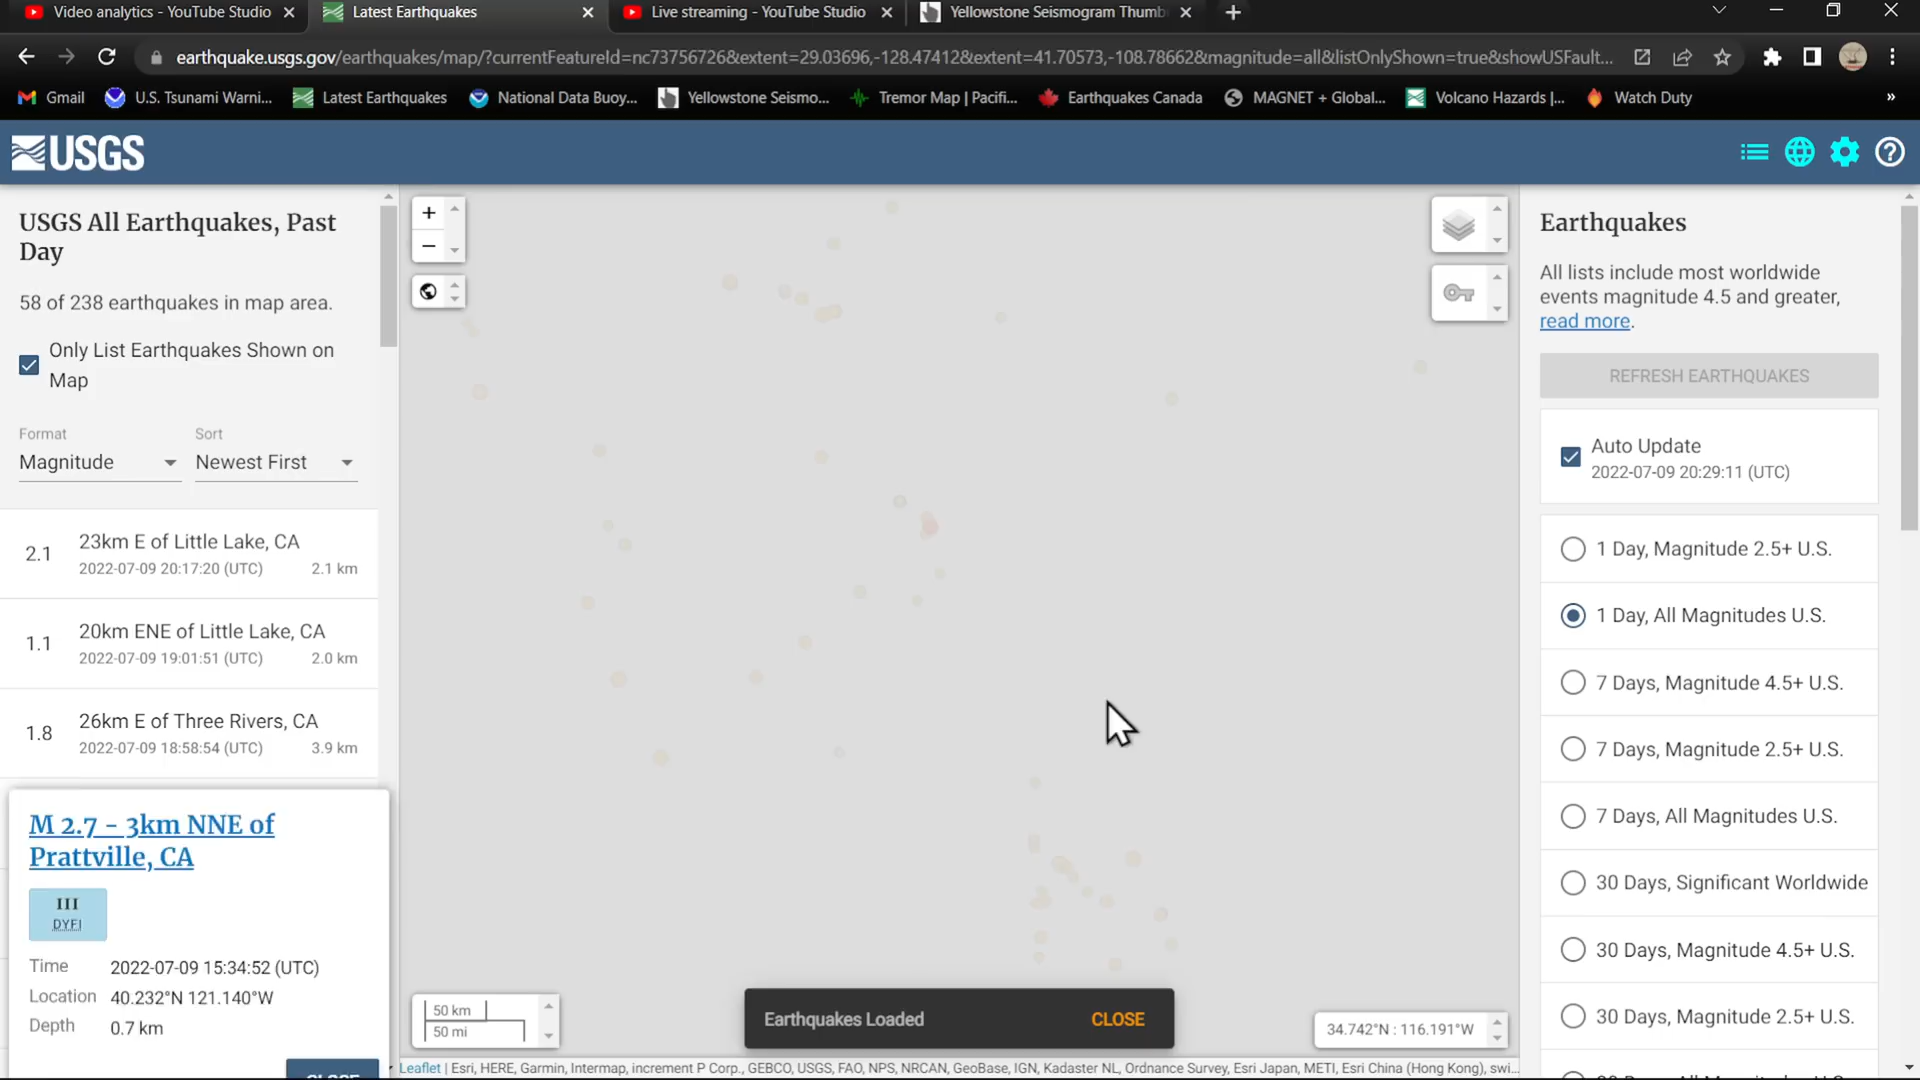 Video analytics - YouTube Studio
Latest Earthquakes
Live streaming - YouTube Studio
Yellowstone Seismogram Thumb
earthquake.usgs.gov/earthquakes/map/?currentFeatureId=nc73756726&extent=29.03696,-128.47412&extent=41.70573,-108.78662&magnitude=all&listOnlyShown=true&showUSFault...
Gmail
U.S. Tsunami Warni...
Latest Earthquakes
National Data Buoy...
Yellowstone Seismo...
Tremor Map | Pacifi...
Earthquakes Canada
MAGNET + Global...
Volcano Hazards |...
Watch Duty
»
USGS
USGS All Earthquakes, Past
Day
58 of 238 earthquakes in map area.
Only List Earthquakes Shown on
Map
Format
Sort
Magnitude
Newest First
2.1
23km E of Little Lake, CA
2022-07-09 20:17:20 (UTC)
2.1 km
1.1
20km ENE of Little Lake, CA
2022-07-09 19:01:51 (UTC)
2.0 km
1.8
26km E of Three Rivers, CA
2022-07-09 18:58:54 (UTC)
3.9 km
M 2.7 - 3km NNE of
Prattville, CA
III
DYFI
Time
2022-07-09 15:34:52 (UTC)
Location
40.232°N 121.140°W
Depth
0.7 km
CLOSE
+
−
50 km
50 mi
Earthquakes Loaded
CLOSE
34.742°N : 116.191°W
Leaflet | Esri, HERE, Garmin, Intermap, increment P Corp., GEBCO, USGS, FAO, NPS, NRCAN, GeoBase, IGN, Kadaster NL, Ordnance Survey, Esri Japan, METI, Esri China (Hong Kong), swi...
Earthquakes
All lists include most worldwide
events magnitude 4.5 and greater,
read more.
REFRESH EARTHQUAKES
Auto Update
2022-07-09 20:29:11 (UTC)
1 Day, Magnitude 2.5+ U.S.
1 Day, All Magnitudes U.S.
7 Days, Magnitude 4.5+ U.S.
7 Days, Magnitude 2.5+ U.S.
7 Days, All Magnitudes U.S.
30 Days, Significant Worldwide
30 Days, Magnitude 4.5+ U.S.
30 Days, Magnitude 2.5+ U.S.